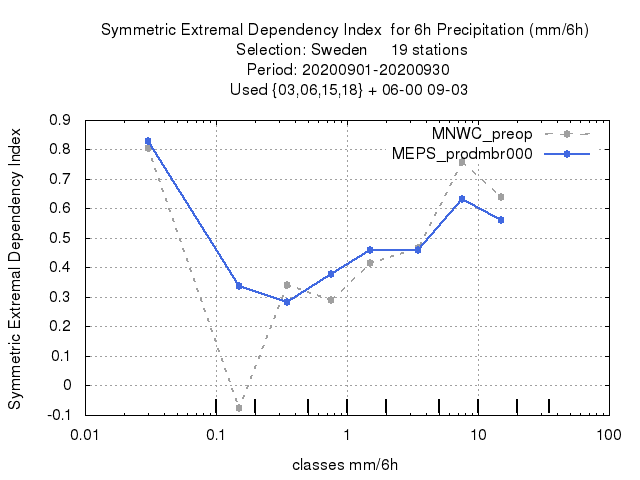 Symmetric Extremal Dependency Index  for 6h Precipitation (mm/6h)
Selection: Sweden     19 stations
Period: 20200901-20200930
Used {03,06,15,18} + 06-00 09-03
MNWC_preop
MEPS_prodmbr000
Symmetric Extremal Dependency Index
0.9
0.8
0.7
0.6
0.5
0.4
0.3
0.2
0.1
0
-0.1
0.01 0.1 1 10 100
classes mm/6h